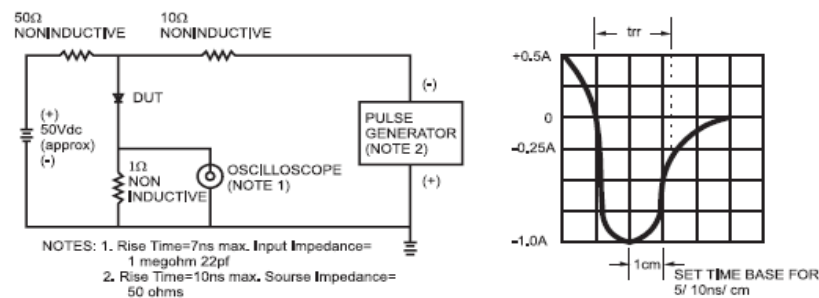 50Ω
NONINDUCTIVE
10Ω
NONINDUCTIVE
DUT
(+)
50Vdc
(approx)
(-)
1Ω
NON
INDUCTIVE
OSCILLOSCOPE
(NOTE 1)
(-)
PULSE
GENERATOR
(NOTE 2)
(+)
NOTES: 1. Rise Time=7ns max. Input Impedance=
1 megohm 22pf
2. Rise Time=10ns max. Sourse Impedance=
50 ohms
trr
+0.5A
0
-0.25A
-1.0A
1cm
SET TIME BASE FOR
5/ 10ns/ cm